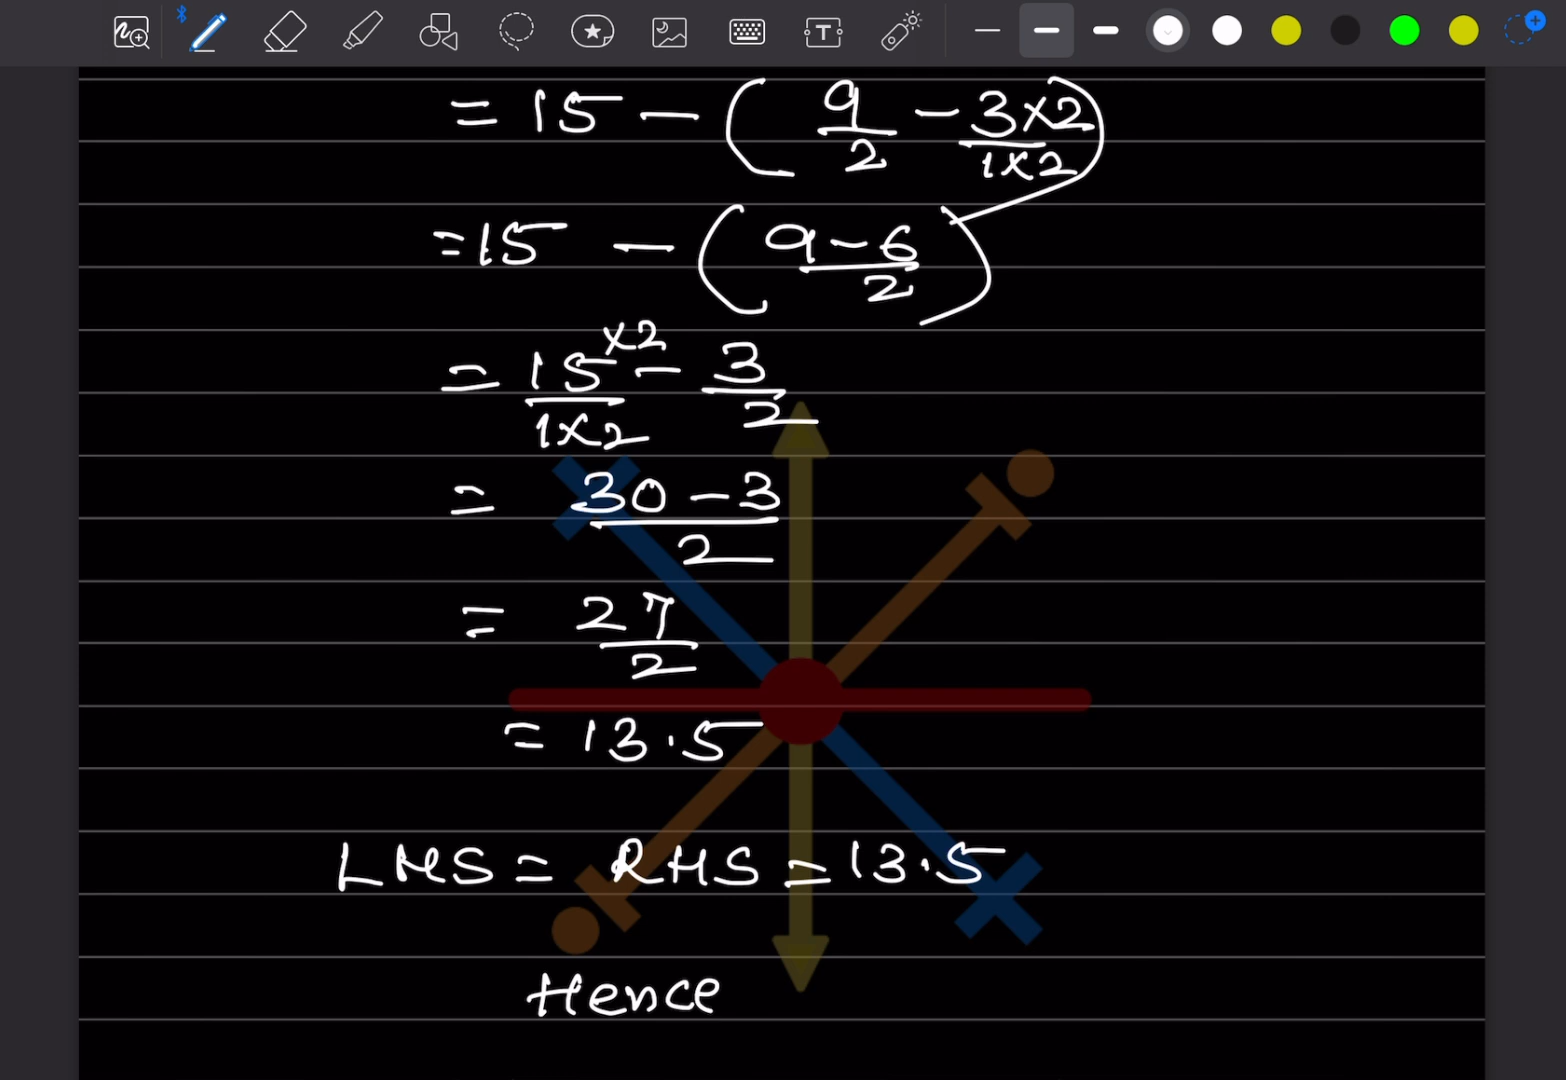 T
= 15 - ( 9/2 - 3×2/1×2 )
= 15 - ( 9-6/2 )
= 15×2/1×2 - 3/2
= 30-3/2
= 27/2
= 13.5
LHS = RHS = 13.5
Hence